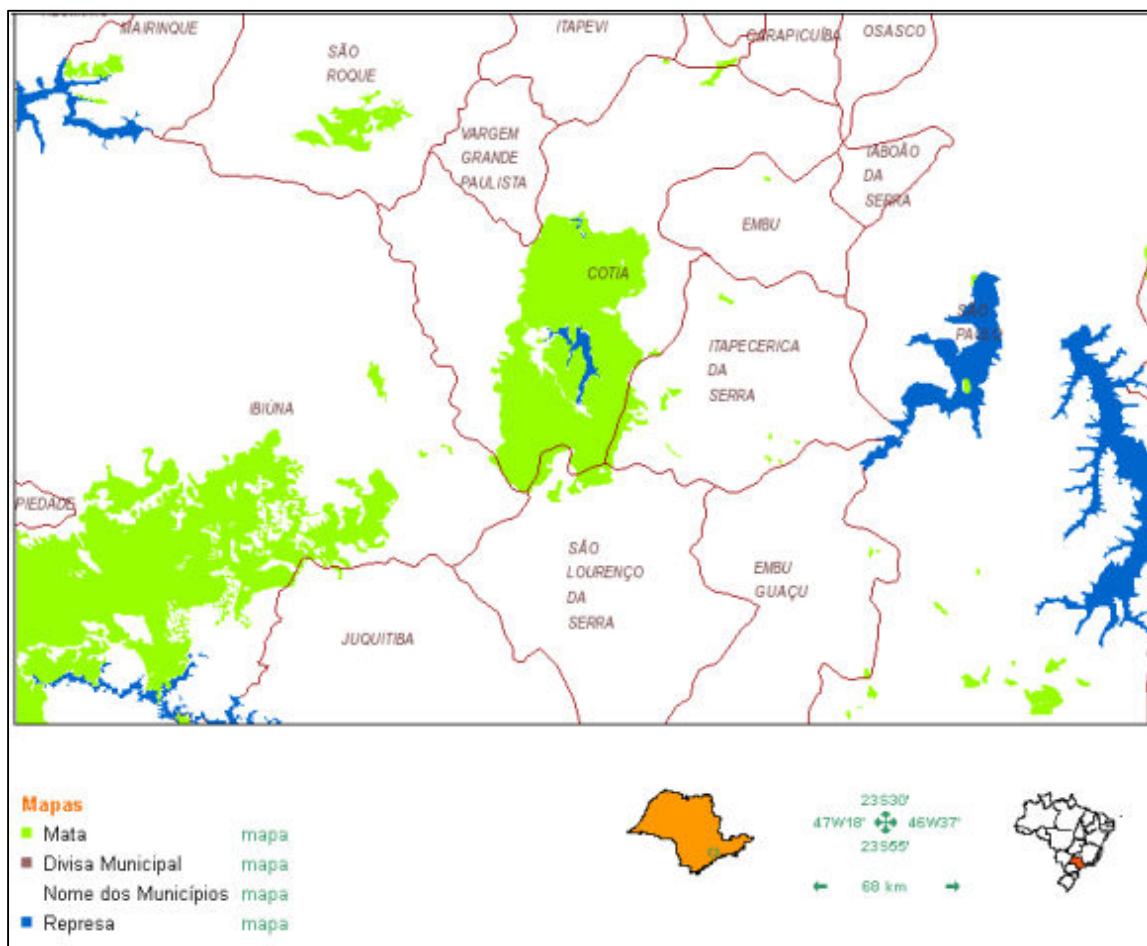 MAIRINQUE
ITAPEVI
CARAPICUÍBA
OSASCO
SÃO
ROQUE
VARGEM
GRANDE
PAULISTA
TABOÃO
DA
SERRA
EMBU
COTIA
SÃO
ITAPECERICA
DA
SERRA
IBIÚNA
PIEDADE
SÃO
LOURENÇO
DA
SERRA
EMBU
GUAÇU
JUQUITIBA
Mapas
Mata mapa
Divisa Municipal mapa
Nome dos Municípios mapa
Represa mapa
23S30'
47W18' 46W37'
23S55'
68 km